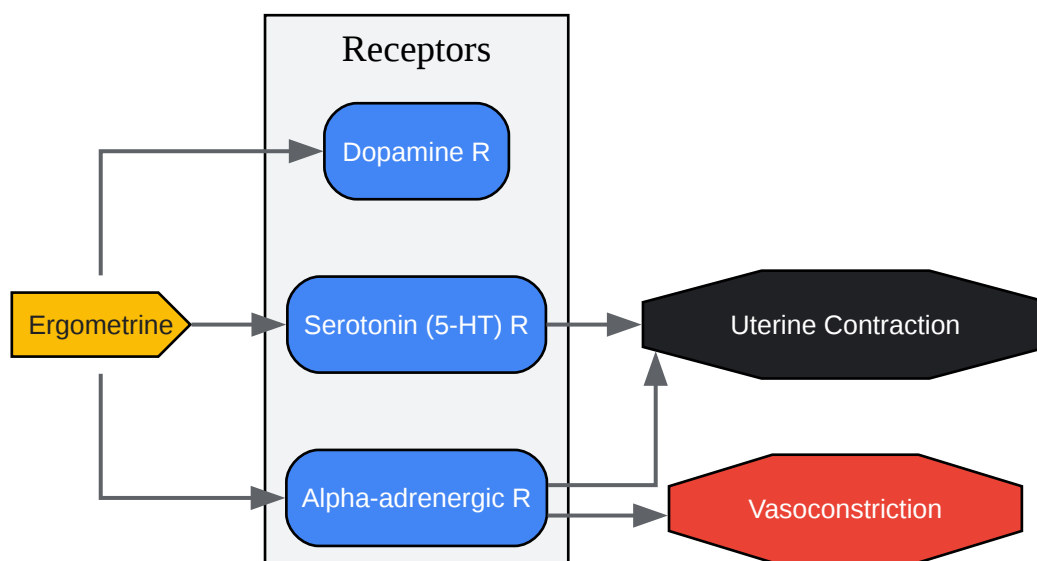 Receptors
Dopamine R
Ergometrine
Serotonin (5-HT) R
Uterine Contraction
Alpha-adrenergic R
Vasoconstriction